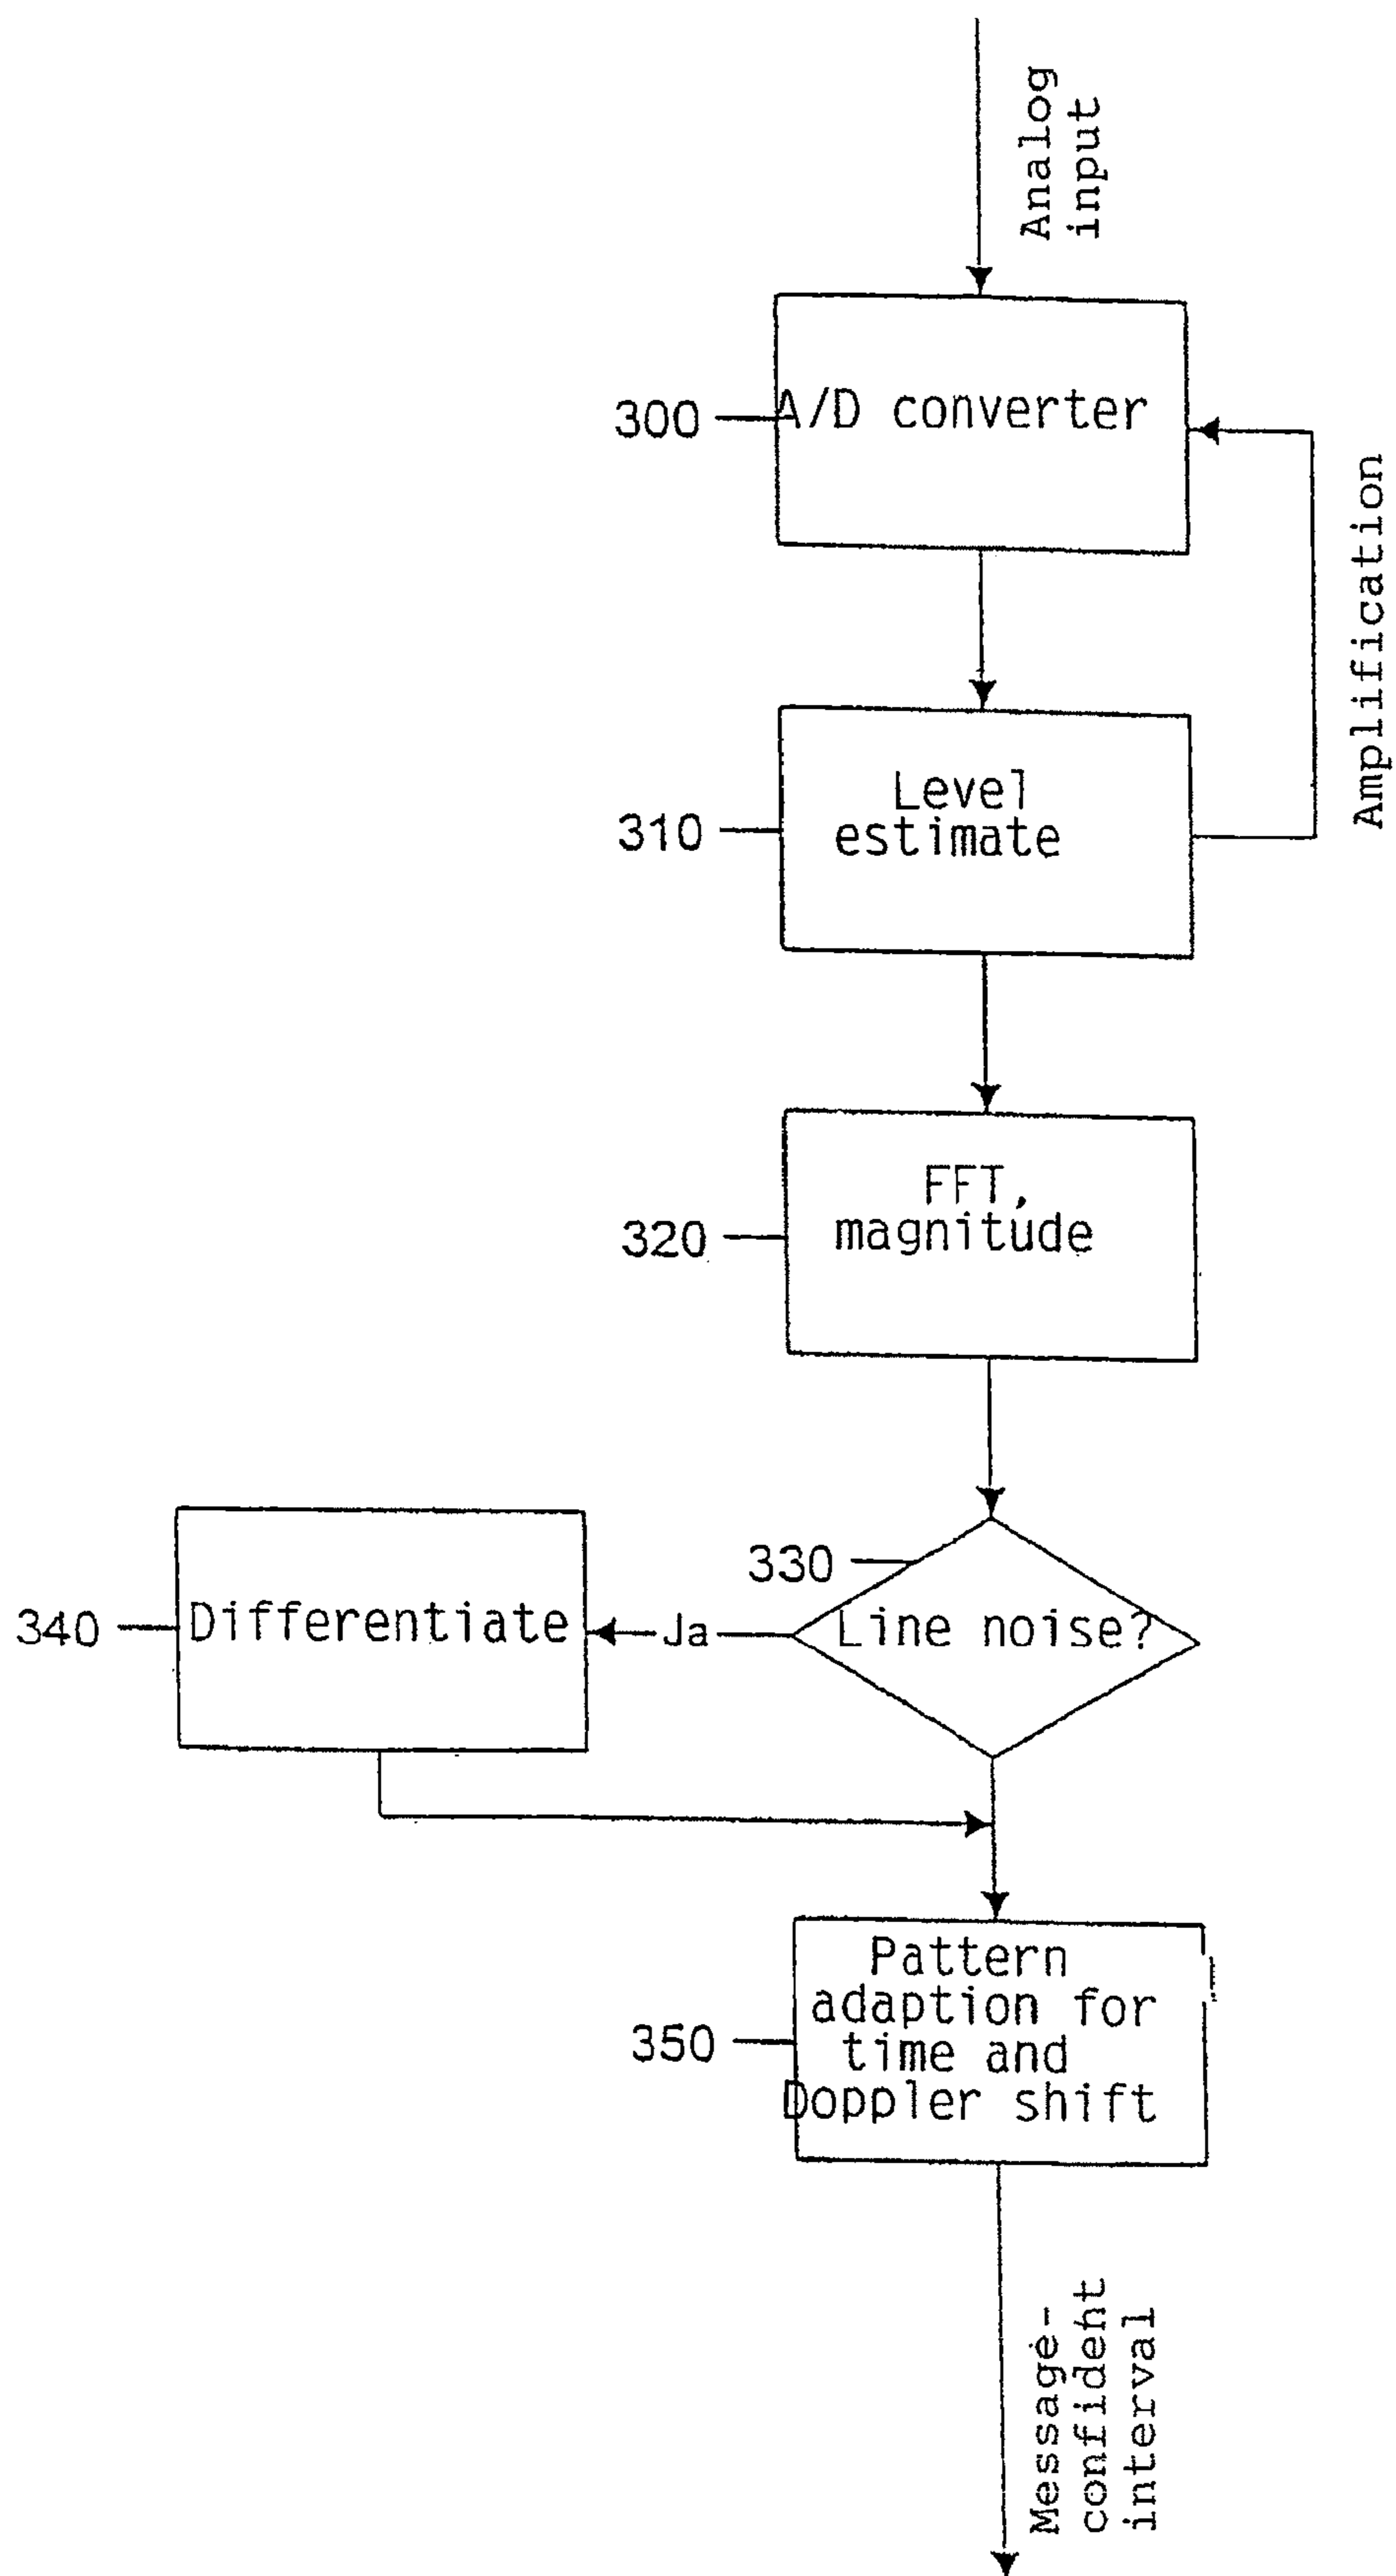 Analog
input
300
A/D converter
Amplification
310
Level
estimate
320
FFT,
magnitude
330
Line noise?
Ja
340
Differentiate
350
Pattern
adaption for
time and
Doppler shift
Message-
confident
interval